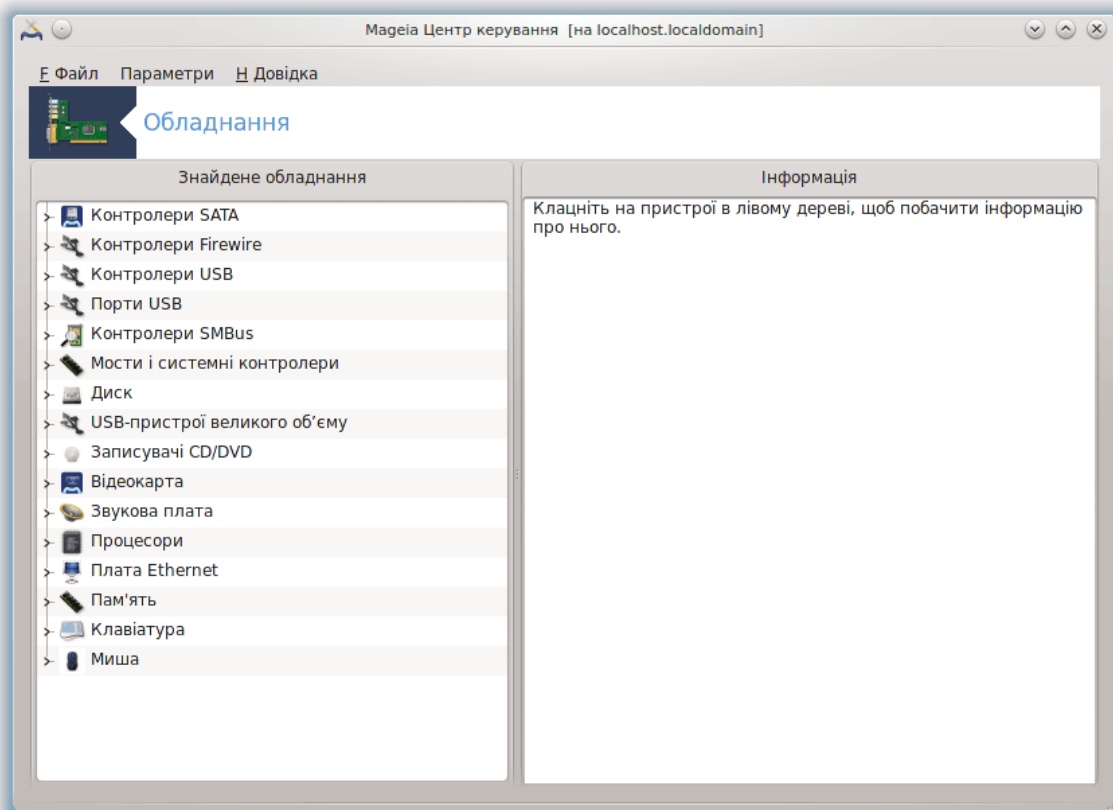 Mageia Центр керування [на localhost.localdomain]
F Файл Параметри H Довідка
Обладнання
Знайдене обладнання
Контролери SATA
Контролери Firewire
Контролери USB
Порти USB
Контролери SMBus
Мости і системні контролери
Диск
USB-пристрої великого об’єму
Записувачі CD/DVD
Відеокарта
Звукова плата
Процесори
Плата Ethernet
Пам'ять
Клавіатура
Миша
Інформація
Клацніть на пристрої в лівому дереві, щоб побачити інформацію
про нього.